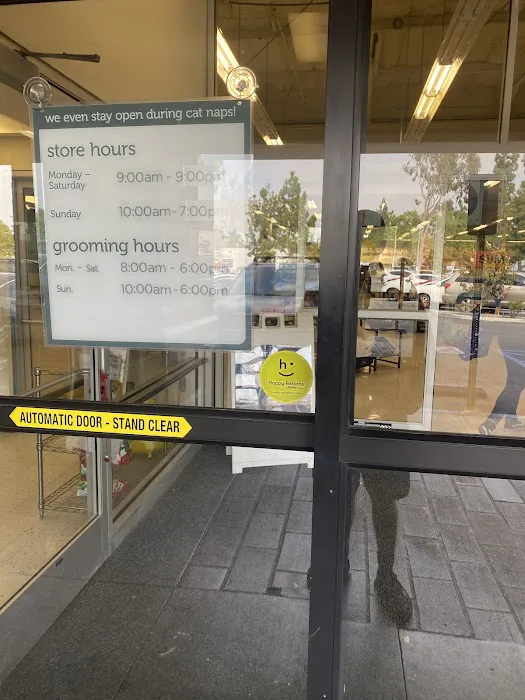 we even stay open during cat naps!
store hours
Monday – Saturday 9:00am - 9:00pm
Sunday 10:00am - 7:00pm
grooming hours
Mon. - Sat. 8:00am - 6:00pm
Sun. 10:00am - 6:00pm
h
Happy Returns
AUTOMATIC DOOR - STAND CLEAR